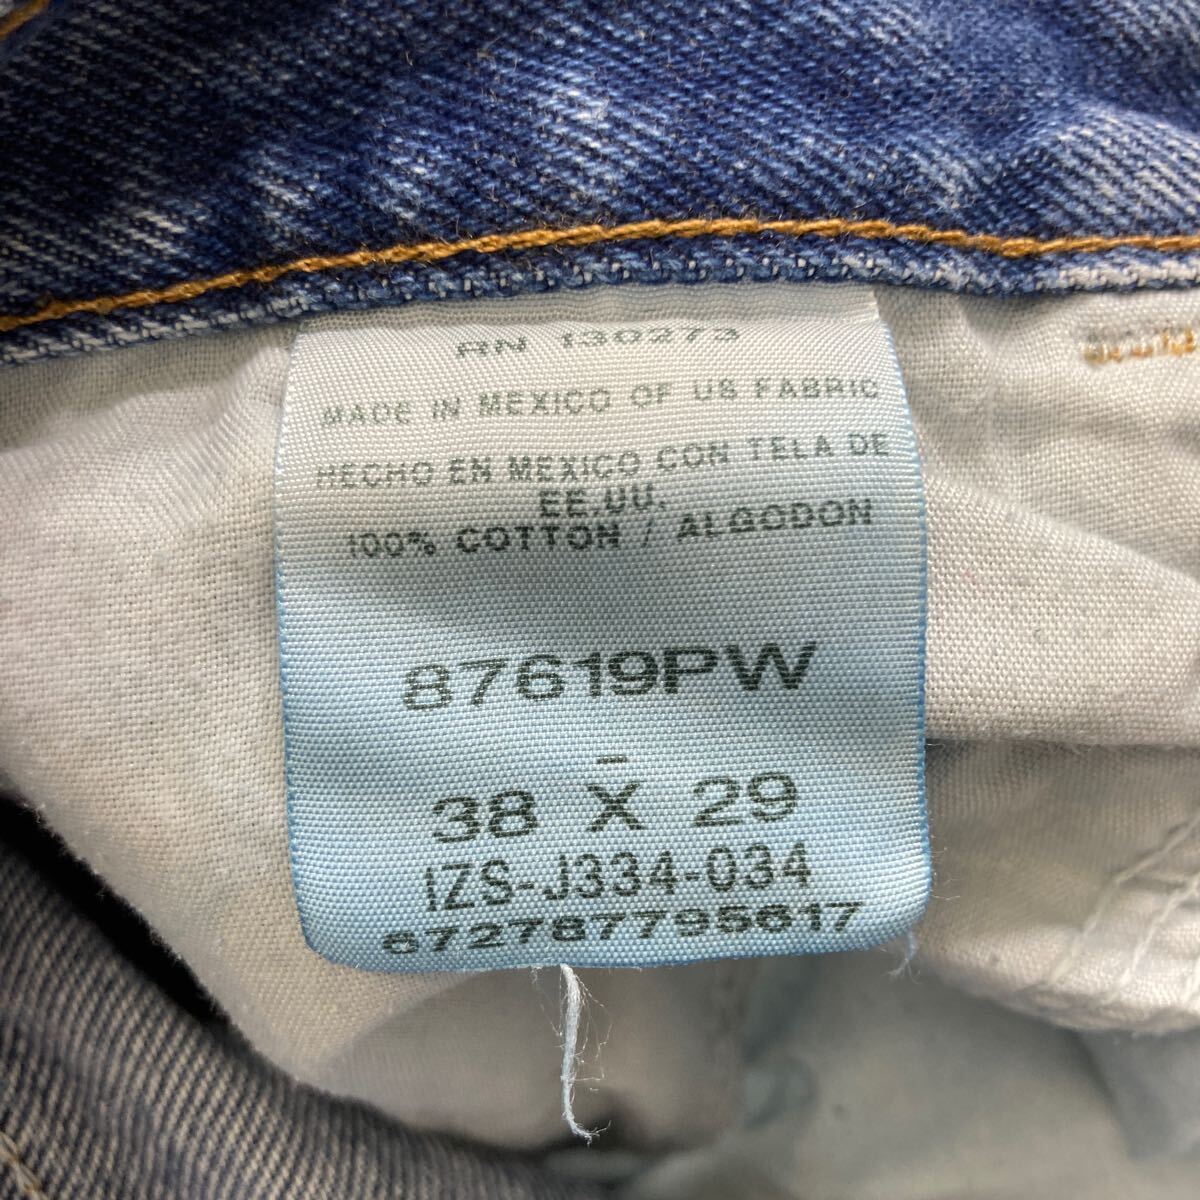 RN 130273
MADE IN MEXICO OF US FABRIC
HECHO EN MEXICO CON TELA DE
EE.UU.
100% COTTON / ALGODON
87619PW
-
38 X 29
IZS-J334-034
672787795617